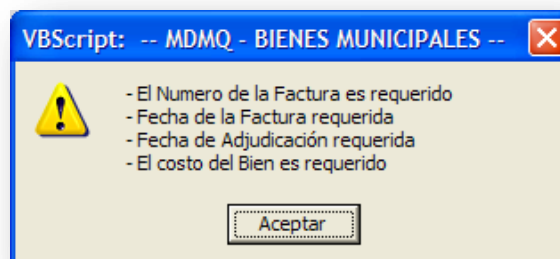 VBScript: -- MDMQ - BIENES MUNICIPALES --
- El Numero de la Factura es requerido
- Fecha de la Factura requerida
- Fecha de Adjudicación requerida
- El costo del Bien es requerido
Aceptar